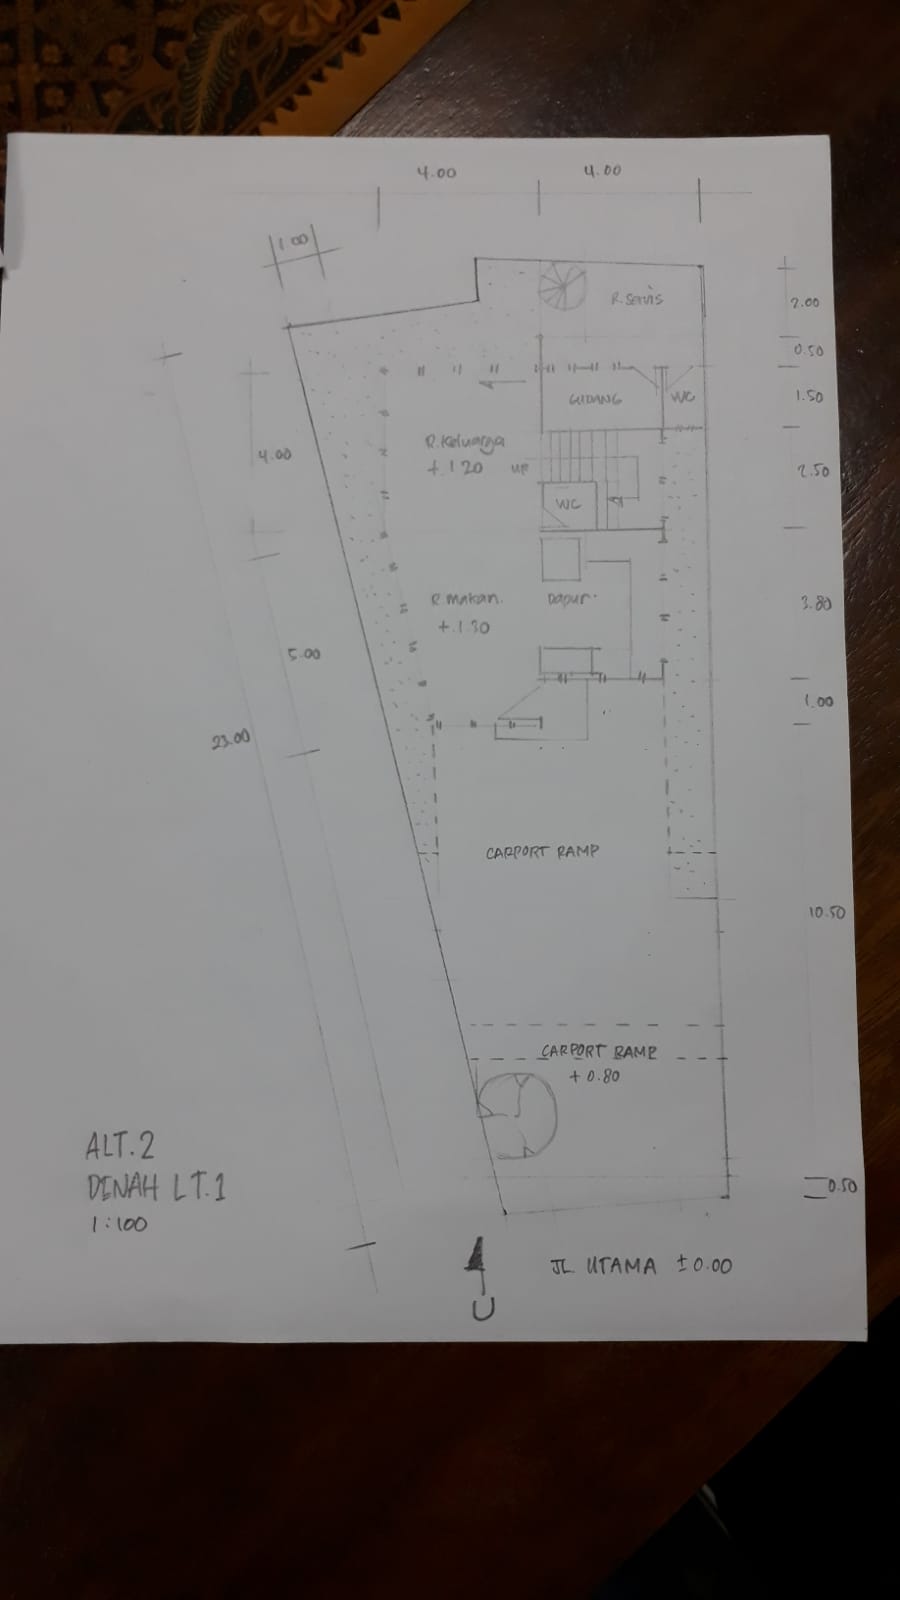 4.00
4.00
1.00
R. Servis
2.00
0.50
GUDANG
WC
1.50
R. Keluarga
+ 1.20
UP
4.00
2.50
WC
R. Makan.
+ 1.30
Dapur.
3.80
5.00
1.00
23.00
CARPORT RAMP
10.50
CARPORT RAMP
+ 0.80
ALT. 2
DENAH LT. 1
1:100
0.50
JL UTAMA ±0.00
U